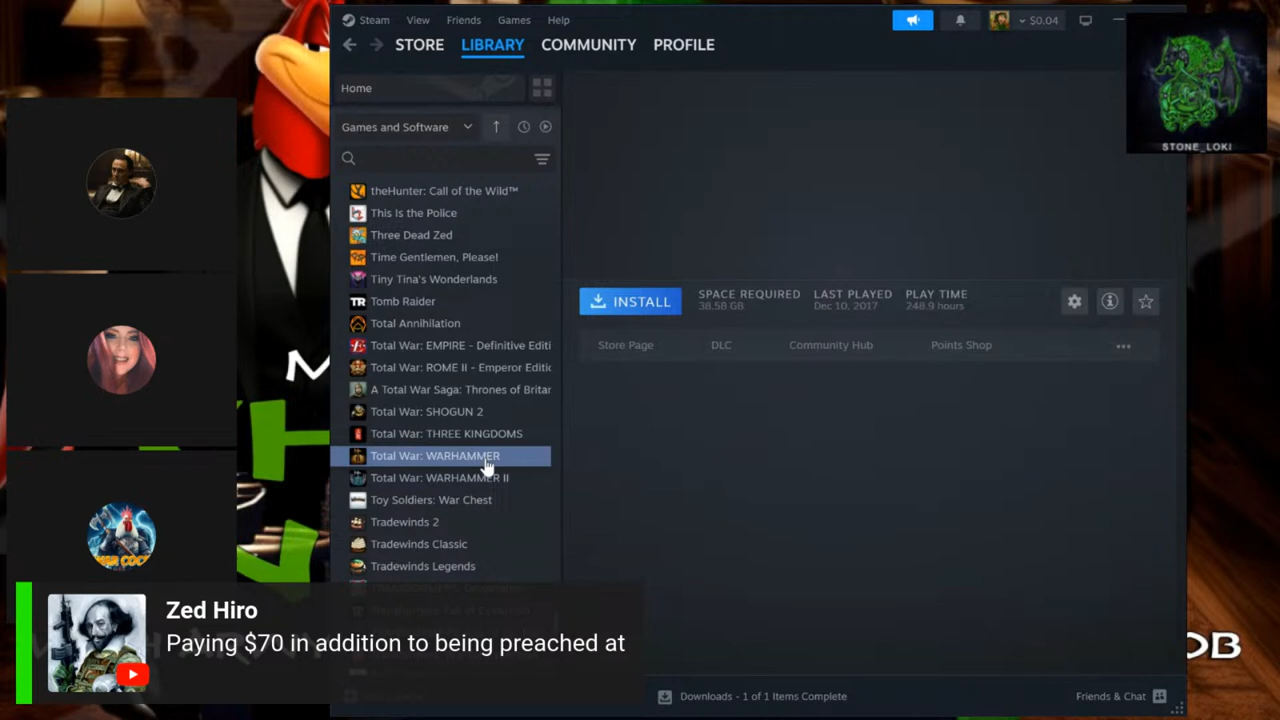 Steam View Friends Games Help
$0.04
STORE LIBRARY COMMUNITY PROFILE
Home
Games and Software
theHunter: Call of the Wild™
This Is the Police
Three Dead Zed
Time Gentlemen, Please!
Tiny Tina's Wonderlands
TR Tomb Raider
Total Annihilation
Total War: EMPIRE - Definitive Editi
Total War: ROME II - Emperor Editic
A Total War Saga: Thrones of Britar
Total War: SHOGUN 2
Total War: THREE KINGDOMS
Total War: WARHAMMER
Total War: WARHAMMER II
Toy Soldiers: War Chest
Tradewinds 2
Tradewinds Classic
Tradewinds Legends
INSTALL
SPACE REQUIRED
38.58 GB
LAST PLAYED
Dec 10, 2017
PLAY TIME
248.9 hours
Store Page DLC Community Hub Points Shop
STONE_LOKI
WAR COCK
Zed Hiro
Paying $70 in addition to being preached at
OB
Downloads - 1 of 1 Items Complete
Friends & Chat